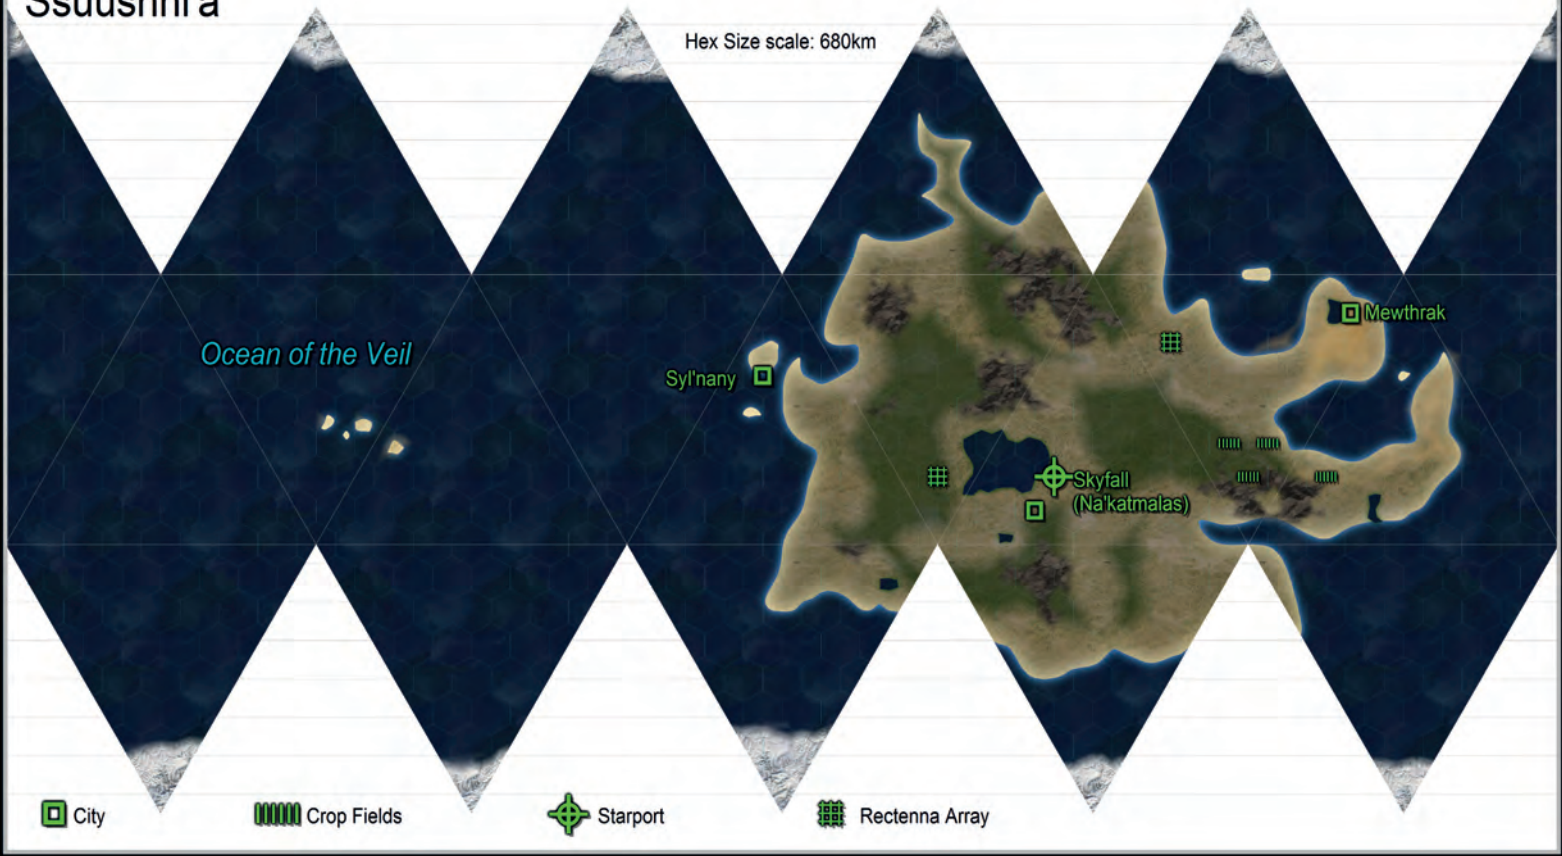 Hex Size scale: 680km
Mewthrak
Ocean of the Veil
Syl'nany
Skyfall
(Na'katmalas)
City
Crop Fields
Starport
Rectenna Array